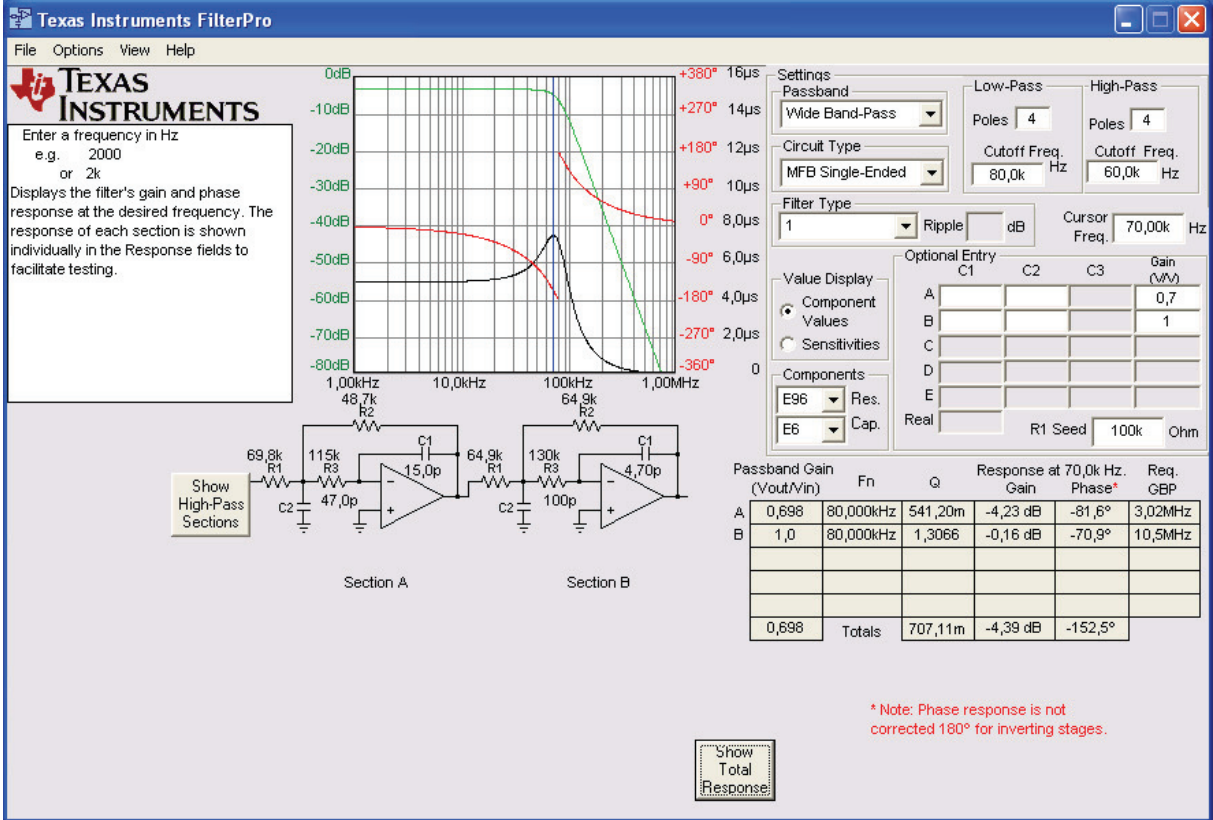 Texas Instruments FilterPro
File Options View Help
TEXAS
INSTRUMENTS
Enter a frequency in Hz
e.g. 2000
or 2k
Displays the filter's gain and phase
response at the desired frequency. The
response of each section is shown
individually in the Response fields to
facilitate testing.
0dB +380° 16µs
-10dB +270° 14µs
-20dB +180° 12µs
-30dB +90° 10µs
-40dB 0° 8,0µs
-50dB -90° 6,0µs
-60dB -180° 4,0µs
-70dB -270° 2,0µs
-80dB -360° 0
1,00kHz 10,0kHz 100kHz 1,00MHz
Settings
Passband
Wide Band-Pass
Circuit Type
MFB Single-Ended
Filter Type
1
Ripple dB
Low-Pass
Poles 4
Cutoff Freq.
80,0k Hz
High-Pass
Poles 4
Cutoff Freq.
60,0k Hz
Cursor
Freq. 70,00k Hz
Value Display
Component
Values
Sensitivities
Components
E96 Res.
E6 Cap.
Optional Entry
C1 C2 C3 Gain
(V/V)
A 0,7
B 1
C
D
E
Real
R1 Seed 100k Ohm
48,7k
R2
69,8k
R1
115k
R3
C1
15,0p
C2
47,0p
-
+
64,9k
R2
64,9k
R1
130k
R3
C1
4,70p
C2
100p
-
+
Show
High-Pass
Sections
Section A Section B
Passband Gain
(Vout/Vin) Fn Q Response at 70,0k Hz.
Gain Phase* Req.
GBP
A 0,698 80,000kHz 541,20m -4,23 dB -81,6° 3,02MHz
B 1,0 80,000kHz 1,3066 -0,16 dB -70,9° 10,5MHz
0,698 Totals 707,11m -4,39 dB -152,5°
* Note: Phase response is not
corrected 180° for inverting stages.
Show
Total
Response